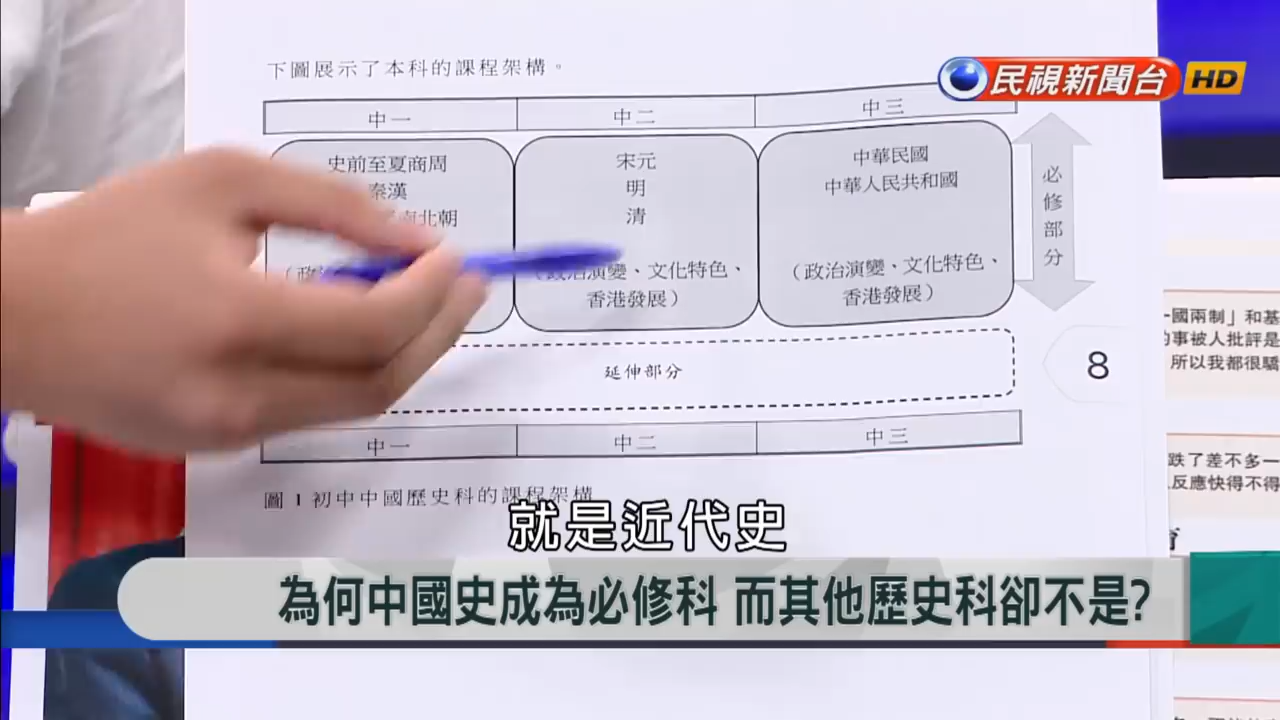 下圖展示了本科的課程架構。
民視新聞台 HD
中一 中二 中三
史前至夏商周
秦漢
南北朝
（政治
宋元
明
清
（政治演變、文化特色、
香港發展）
中華民國
中華人民共和國
（政治演變、文化特色、
香港發展）
必修部分
延伸部分
8
中一 中二 中三
圖 1 初中中國歷史科的課程架構
一國兩制」和基
的事被人批評是
所以我都很驕
跌了差不多一
反應快得不得
就是近代史
為何中國史成為必修科 而其他歷史科卻不是?